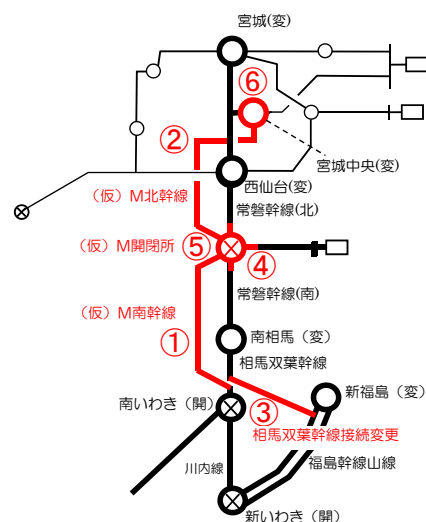 宮城(変)
⑥
②
宮城中央(変)
西仙台(変)
(仮) M北幹線
常磐幹線(北)
(仮) M開閉所
⑤
④
常磐幹線(南)
(仮) M南幹線
①
南相馬 (変)
相馬双葉幹線
新福島 (変)
南いわき (開)
③
相馬双葉幹線接続変更
川内線
福島幹線山線
新いわき (開)